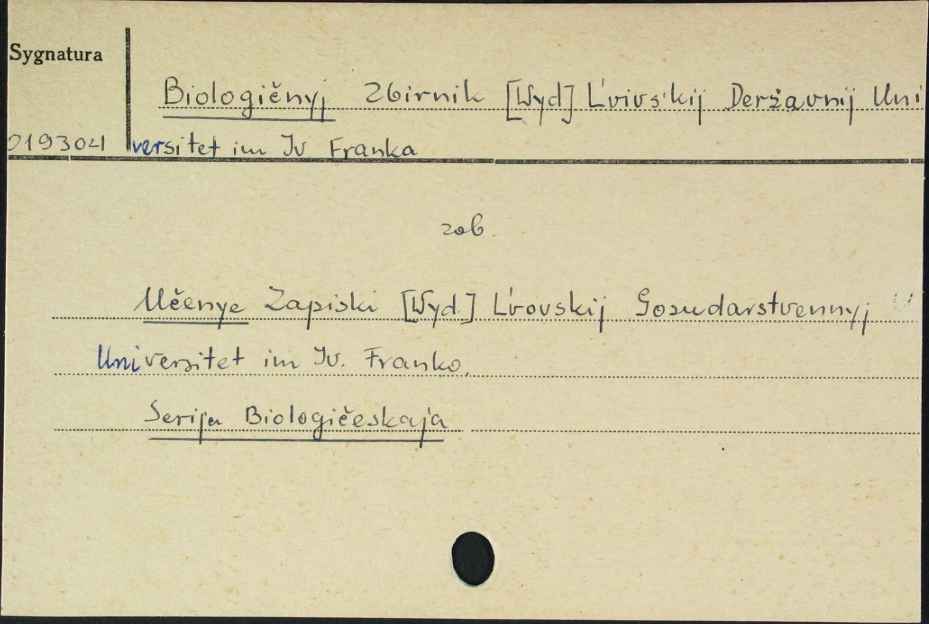 Sygnatura
Biologičnyj Zbirnik [Wyd] L'vivs'kij Deržavnij Uni
019304 versitet im Iv Franka
zob.
Učenye Zapiski [Wyd] L'vovskij Gosudarstvennyj
Universitet im Iv. Franko.
Serija Biologičeskaja